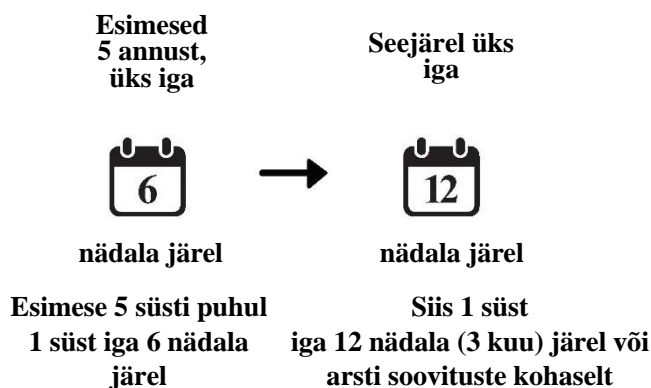 Esimesed
5 annust,
üks iga
6
nädala järel
Esimese 5 süsti puhul
1 süst iga 6 nädala
järel
Seejärel üks
iga
12
nädala järel
Siis 1 süst
iga 12 nädala (3 kuu) järel või
arsti soovituste kohaselt